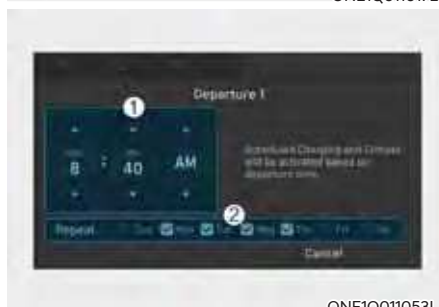 Departure 1
1
8 : 40 AM
Scheduled Charging and Climate
will be activated based on
departure time.
2
Repeat Sun Mon Tue Wed Thu Fri Sat
Cancel
ONE1Q011053L